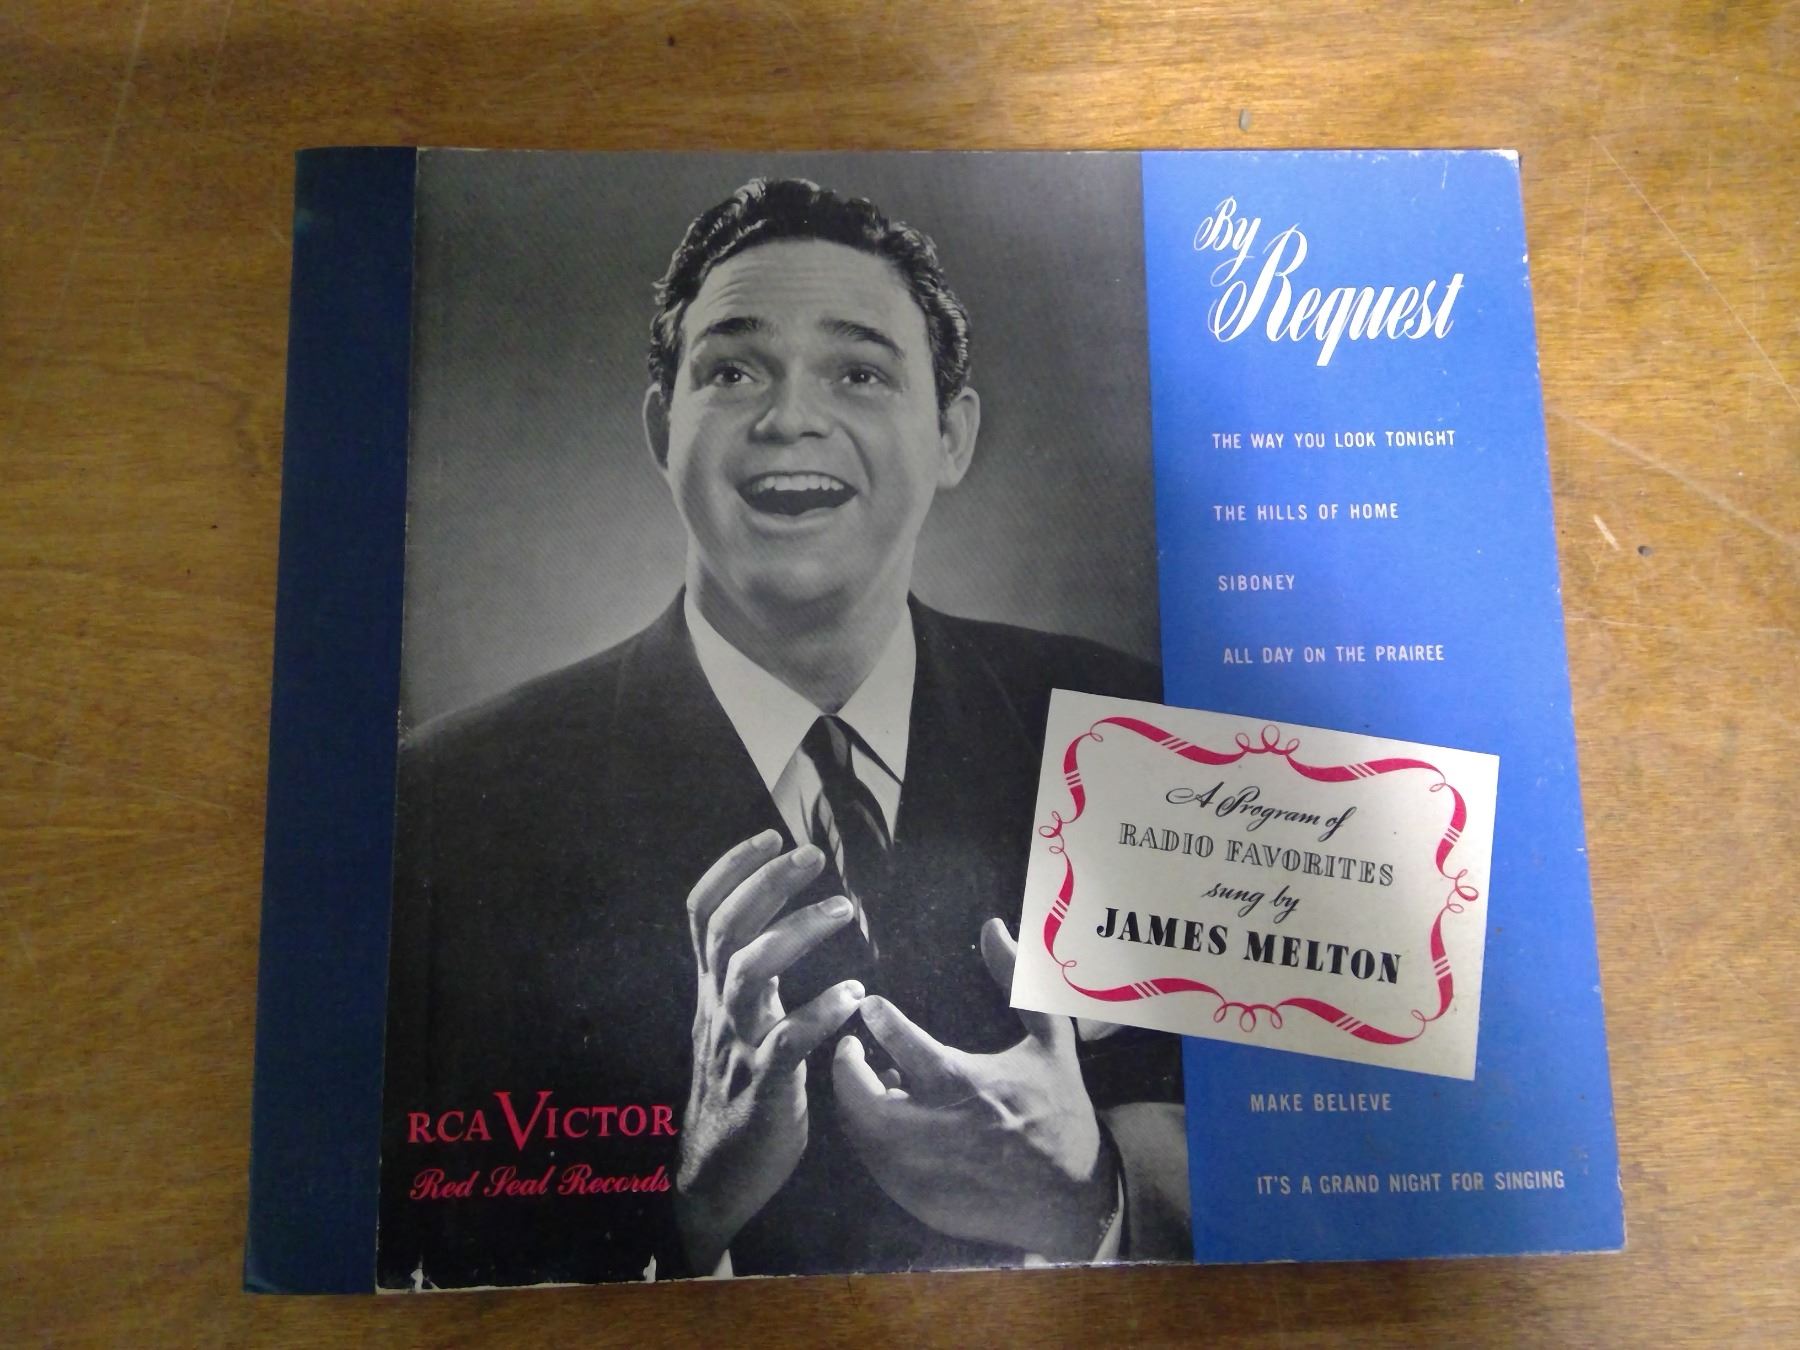 By
Request
THE WAY YOU LOOK TONIGHT
THE HILLS OF HOME
SIBONEY
ALL DAY ON THE PRAIREE
A Program of
RADIO FAVORITES
sung by
JAMES MELTON
MAKE BELIEVE
IT'S A GRAND NIGHT FOR SINGING
RCA VICTOR
Red Seal Records